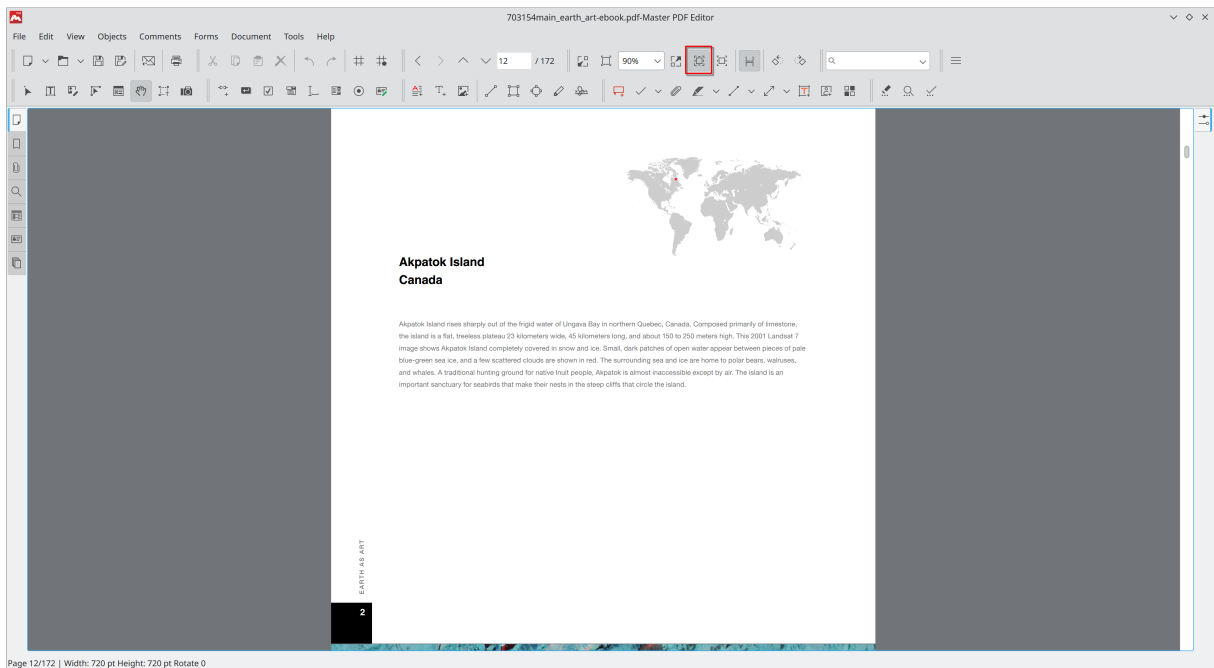 703154main_earth_art-ebook.pdf-Master PDF Editor
File Edit View Objects Comments Forms Document Tools Help
12 / 172 90%
Akpatok Island
Canada
Akpatok Island rises sharply out of the frigid water of Ungava Bay in northern Quebec, Canada. Composed primarily of limestone,
the island is a flat, treeless plateau 23 kilometers wide, 45 kilometers long, and about 150 to 250 meters high. This 2001 Landsat 7
image shows Akpatok Island completely covered in snow and ice. Small, dark patches of open water appear between pieces of pale
blue-green sea ice, and a few scattered clouds are shown in red. The surrounding sea and ice are home to polar bears, walruses,
and whales. A traditional hunting ground for native Inuit people, Akpatok is almost inaccessible except by air. The island is an
important sanctuary for seabirds that make their nests in the steep cliffs that circle the island.
EARTH AS ART
2
Page 12/172 | Width: 720 pt Height: 720 pt Rotate 0